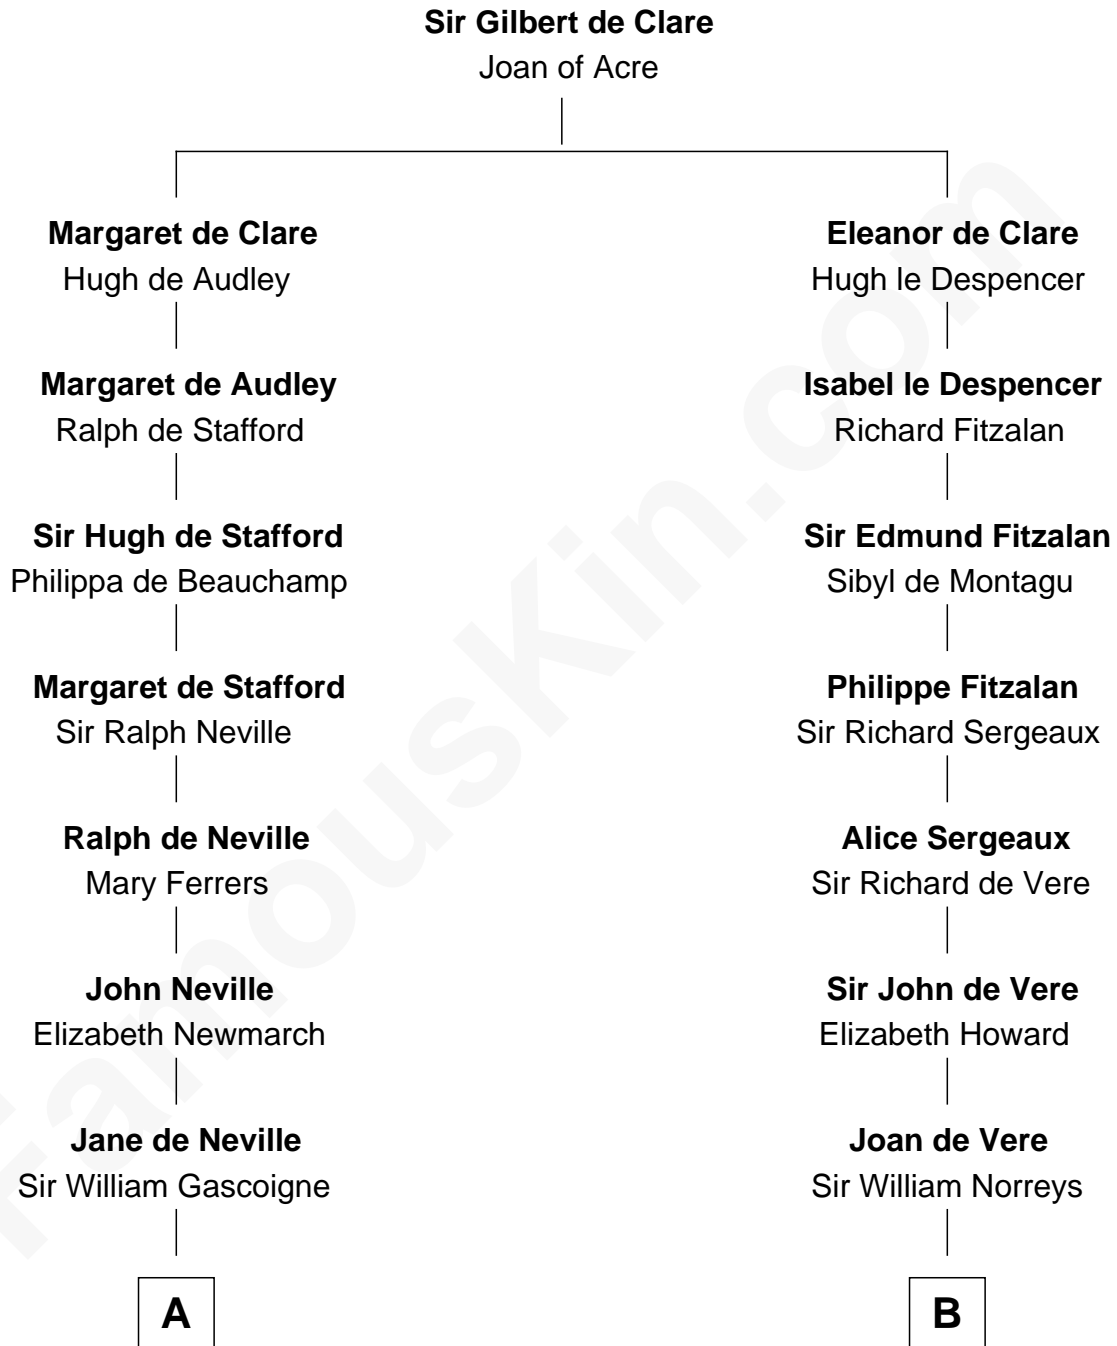 Sir Gilbert de Clare
Joan of Acre
Margaret de Clare
Hugh de Audley
Eleanor de Clare
Hugh le Despencer
Margaret de Audley
Ralph de Stafford
Isabel le Despencer
Richard Fitzalan
Sir Hugh de Stafford
Philippa de Beauchamp
Sir Edmund Fitzalan
Sibyl de Montagu
Margaret de Stafford
Sir Ralph Neville
Philippe Fitzalan
Sir Richard Sergeaux
Ralph de Neville
Mary Ferrers
Alice Sergeaux
Sir Richard de Vere
John Neville
Elizabeth Newmarch
Sir John de Vere
Elizabeth Howard
Jane de Neville
Sir William Gascoigne
Joan de Vere
Sir William Norreys
A
B
FamousKin.com